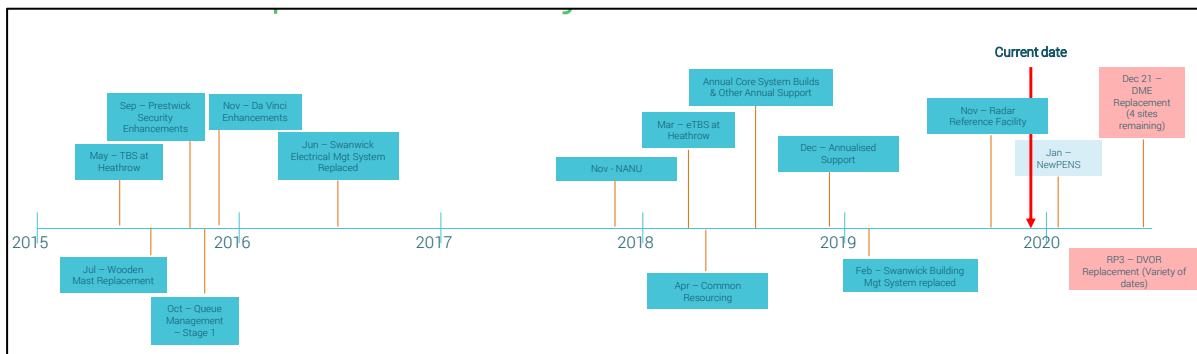 Current date
Sep – Prestwick
Security
Enhancements
Nov – Da Vinci
Enhancements
Annual Core System Builds
& Other Annual Support
Dec 21 –
DME
Replacement
(4 sites
remaining)
May – TBS at
Heathrow
Jun – Swanwick
Electrical Mgt System
Replaced
Nov - NANU
Mar – eTBS at
Heathrow
Dec – Annualised
Support
Nov – Radar
Reference Facility
Jan –
NewPENS
2015
2016
2017
2018
2019
2020
Jul – Wooden
Mast Replacement
Oct – Queue
Management
– Stage 1
Apr – Common
Resourcing
Feb – Swanwick Building
Mgt System replaced
RP3 – DVOR
Replacement (Variety of
dates)